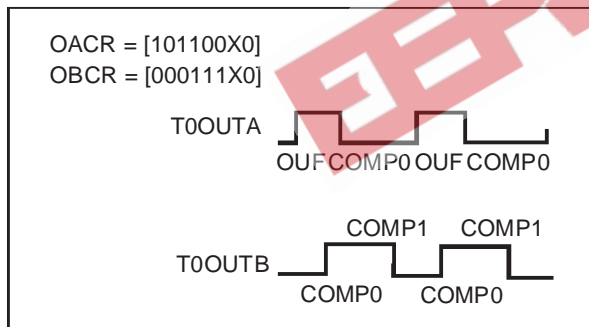 OACR = [101100X0]
OBCR = [000111X0]
T0OUTA
OUF COMP0 OUF COMP0
COMP1 COMP1
T0OUTB
COMP0 COMP0